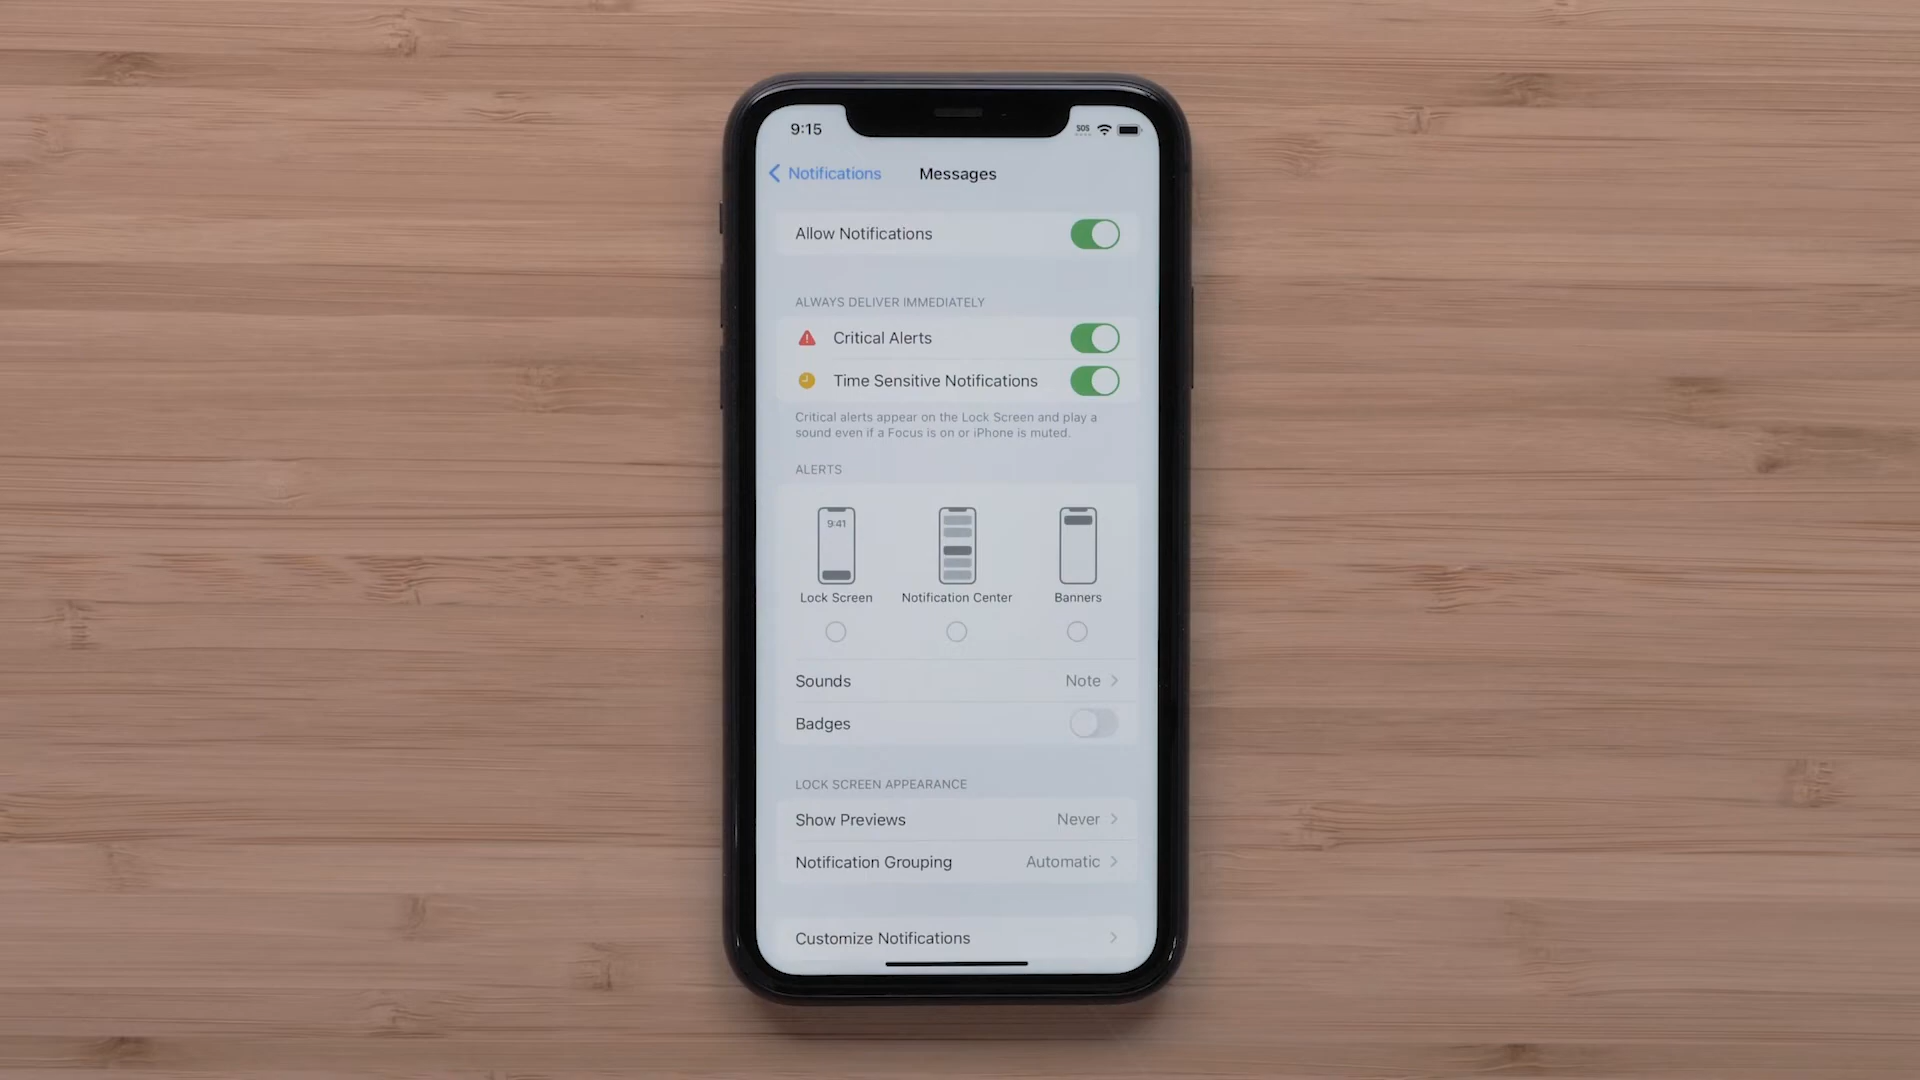 9:15
SOS
Notifications
Messages
Allow Notifications
ALWAYS DELIVER IMMEDIATELY
Critical Alerts
Time Sensitive Notifications
Critical alerts appear on the Lock Screen and play a
sound even if a Focus is on or iPhone is muted.
ALERTS
9:41
Lock Screen
Notification Center
Banners
Sounds
Note
Badges
LOCK SCREEN APPEARANCE
Show Previews
Never
Notification Grouping
Automatic
Customize Notifications